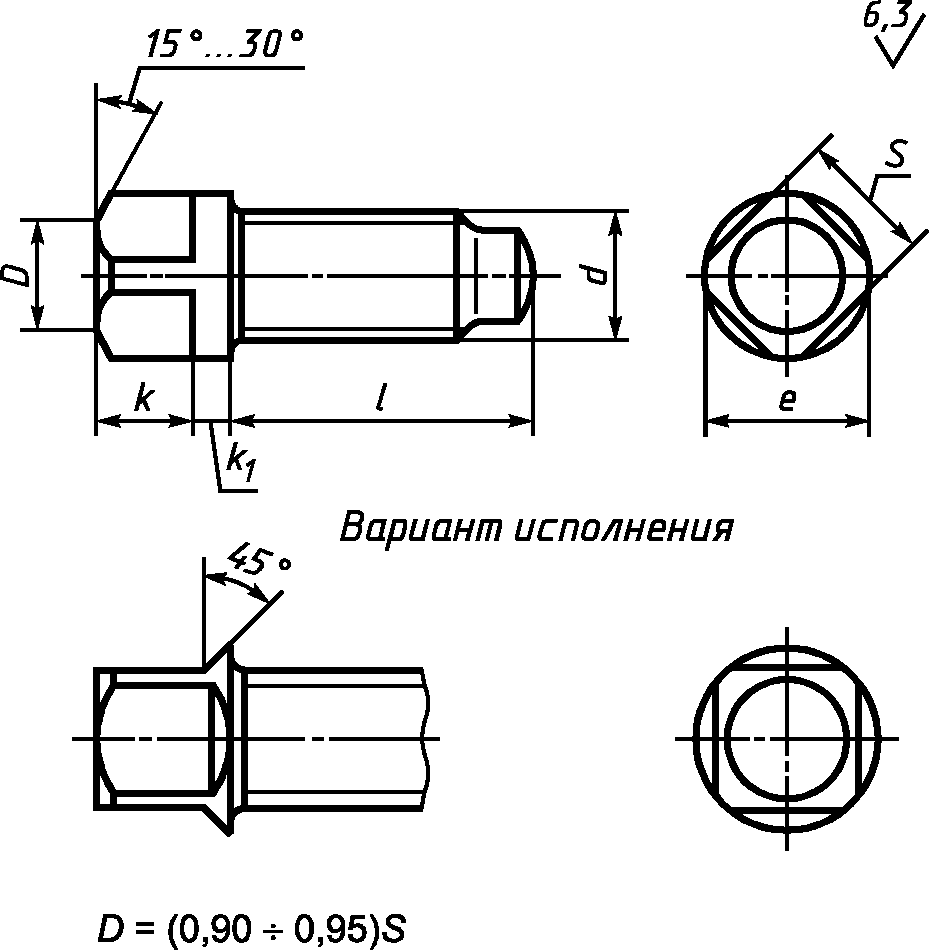 6,3
15°...30°
S
D
d
k
l
e
k1
Вариант исполнения
45°
D = (0,90 ÷ 0,95)S